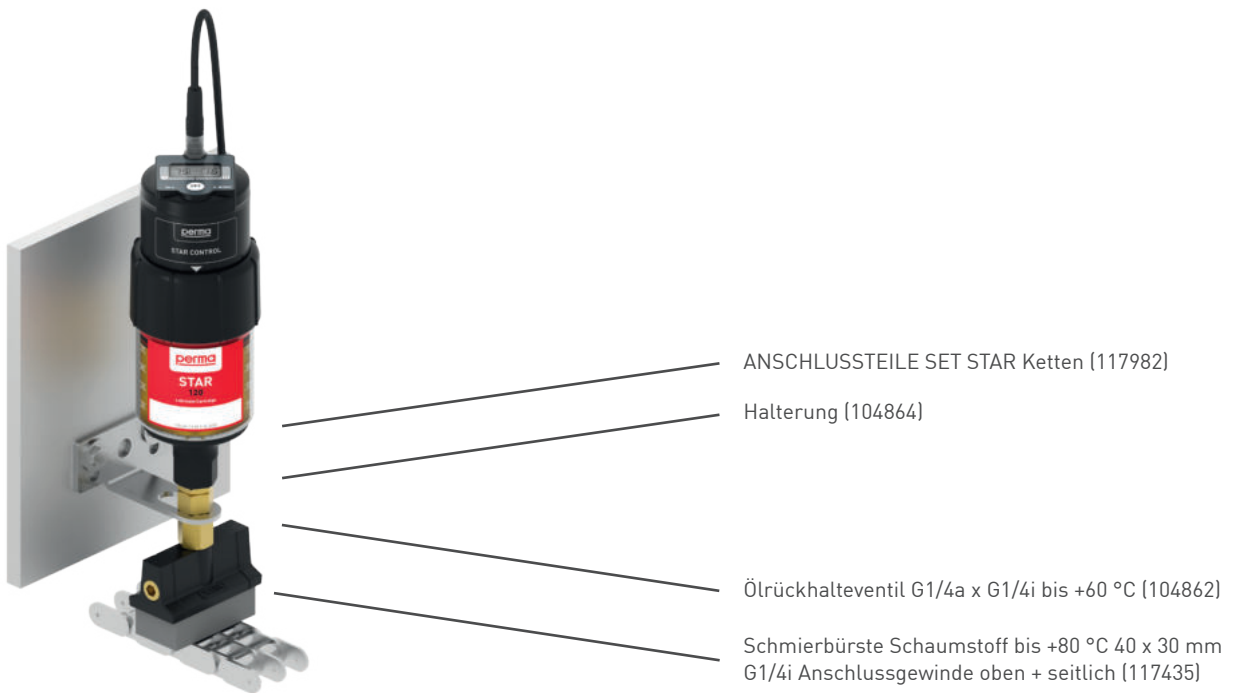 perma
STAR CONTROL
perma
STAR
120
ANSCHLUSSTEILE SET STAR Ketten (117982)
Halterung (104864)
Ölrückhalteventil G1/4a x G1/4i bis +60 °C (104862)
Schmierbürste Schaumstoff bis +80 °C 40 x 30 mm
G1/4i Anschlussgewinde oben + seitlich (117435)